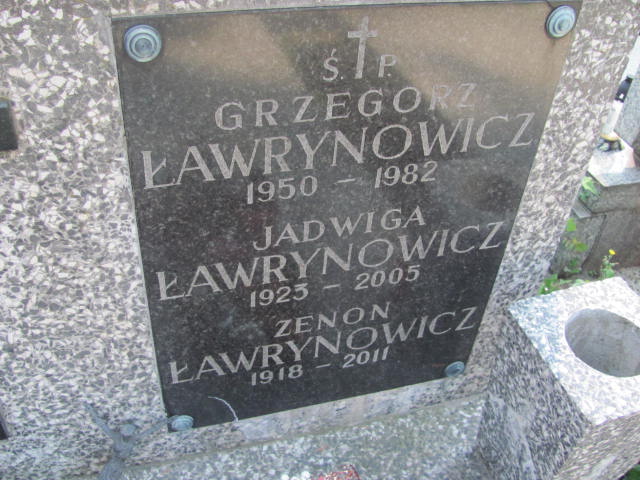 Ś. P.
GRZEGORZ
ŁAWRYNOWICZ
1950 – 1982
JADWIGA
ŁAWRYNOWICZ
1923 – 2005
ZENON
ŁAWRYNOWICZ
1918 – 2011